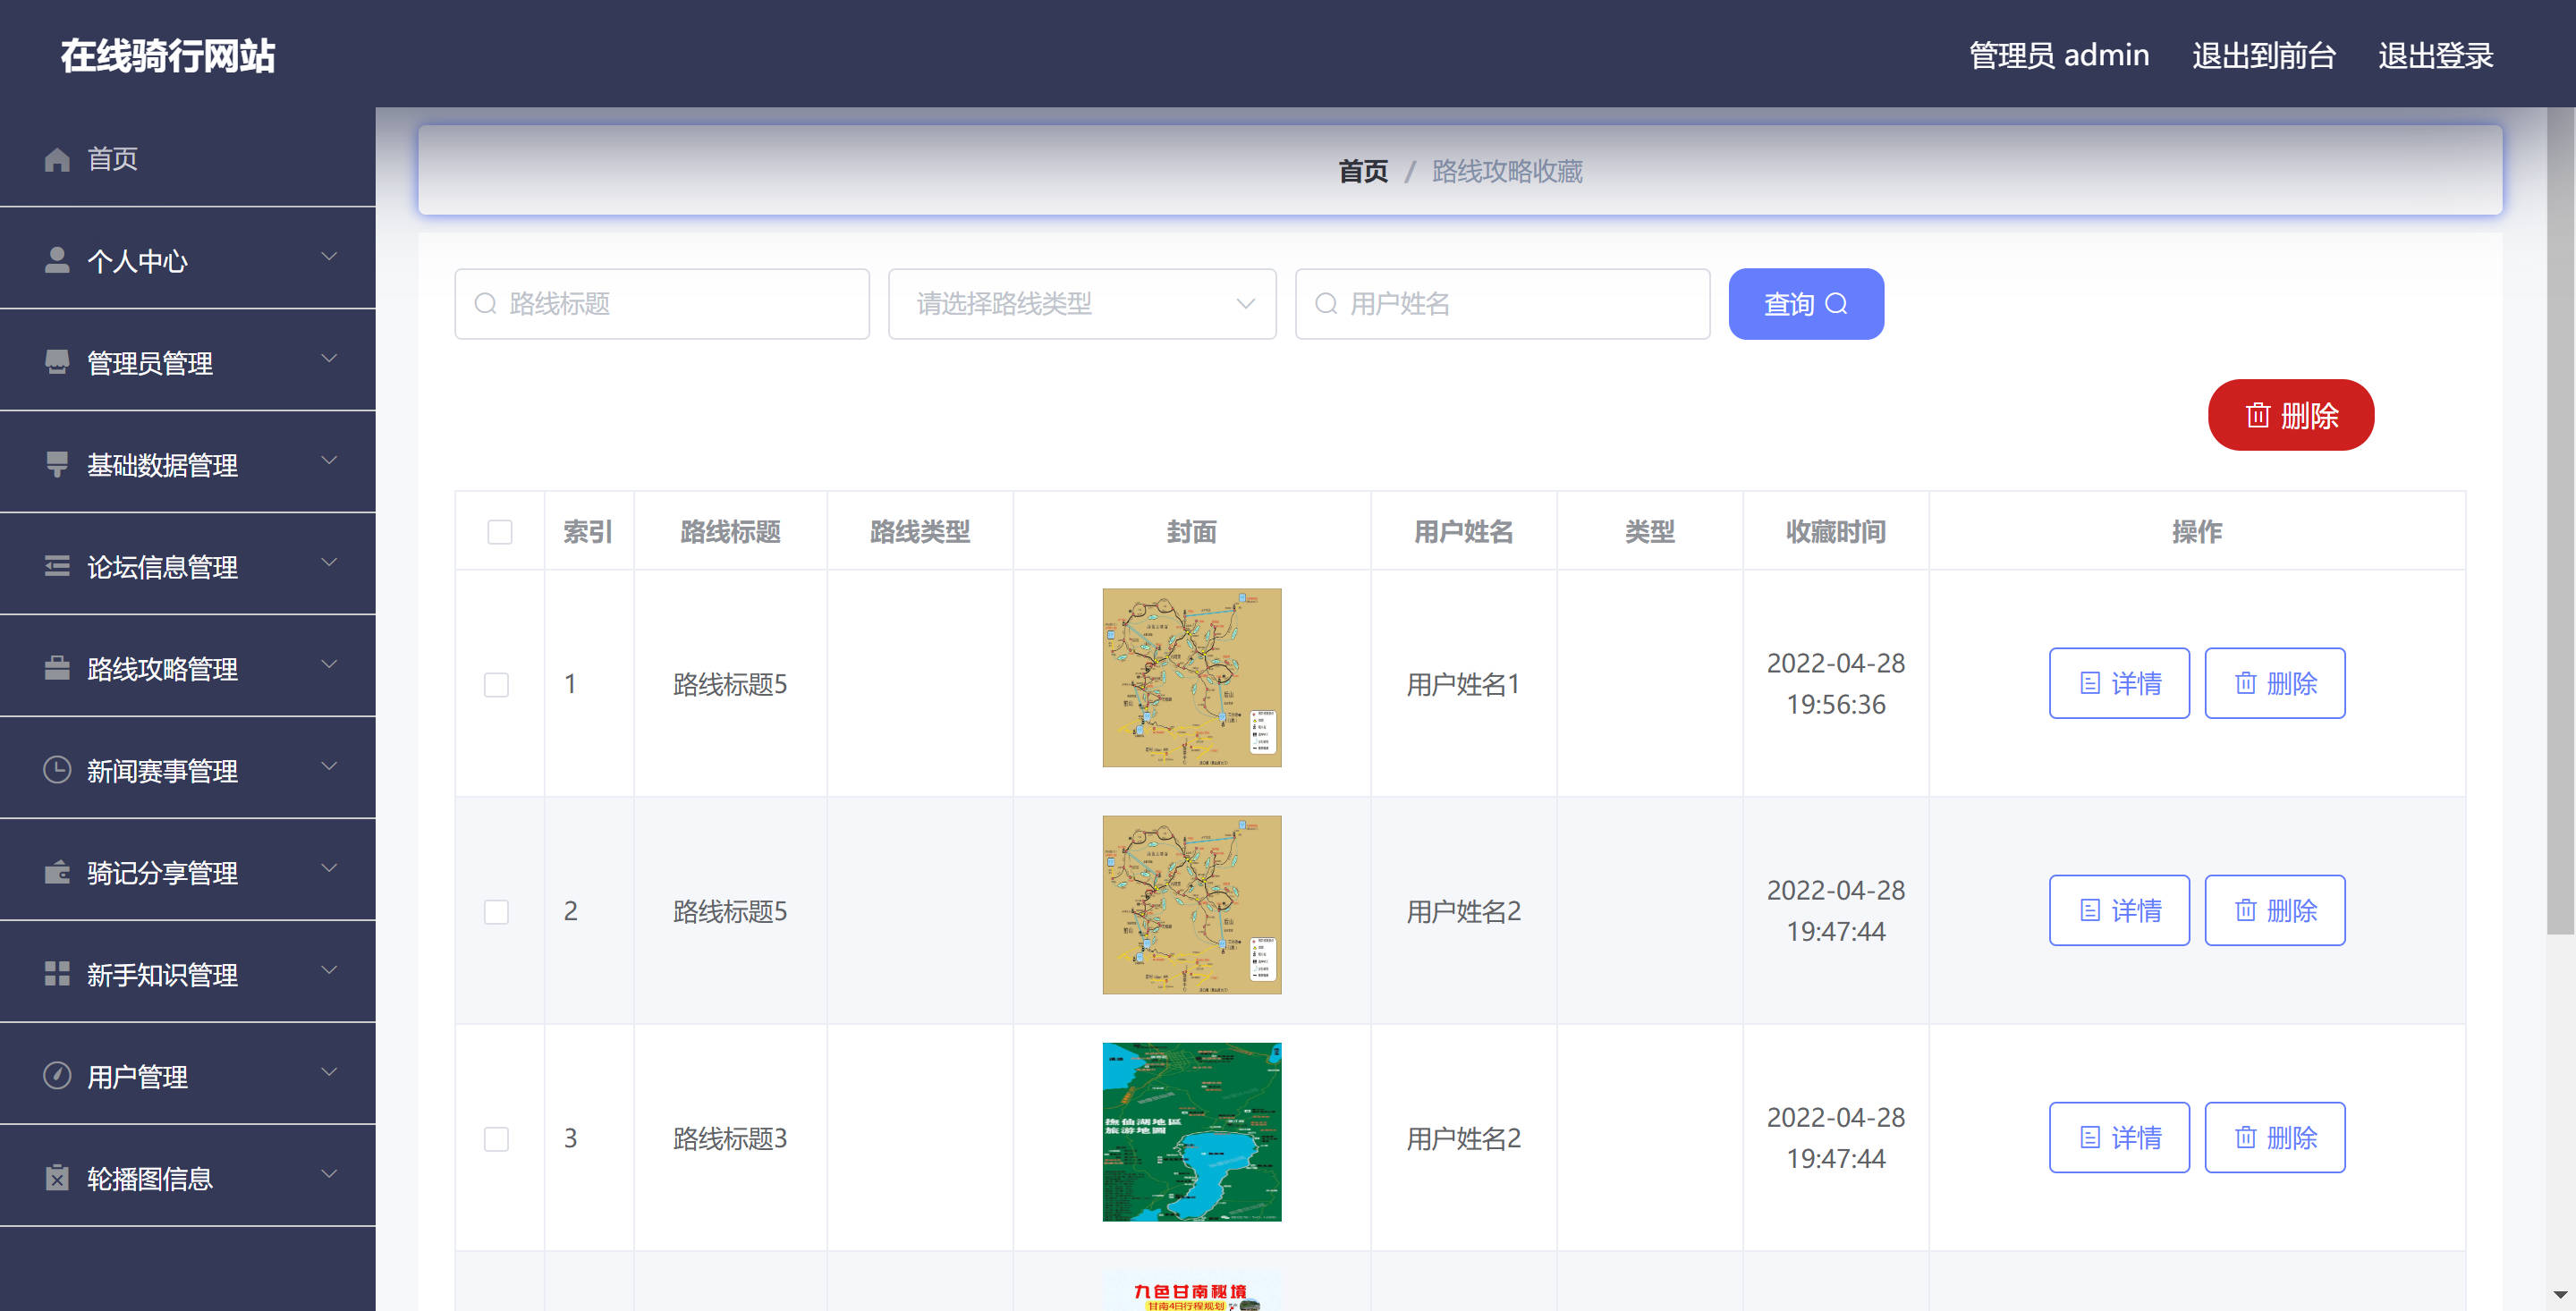 在线骑行网站
管理员 admin 退出到前台 退出登录
首页
个人中心
管理员管理
基础数据管理
论坛信息管理
路线攻略管理
新闻赛事管理
骑记分享管理
新手知识管理
用户管理
轮播图信息
首页 / 路线攻略收藏
路线标题 请选择路线类型 用户姓名 查询
删除
索引 路线标题 路线类型 封面 用户姓名 类型 收藏时间 操作
1 路线标题5 用户姓名1 2022-04-28 19:56:36 详情 删除
2 路线标题5 用户姓名2 2022-04-28 19:47:44 详情 删除
3 路线标题3 用户姓名2 2022-04-28 19:47:44 详情 删除
撫仙湖地區
旅游地圖
九色甘南秘境
甘南4日行程规划